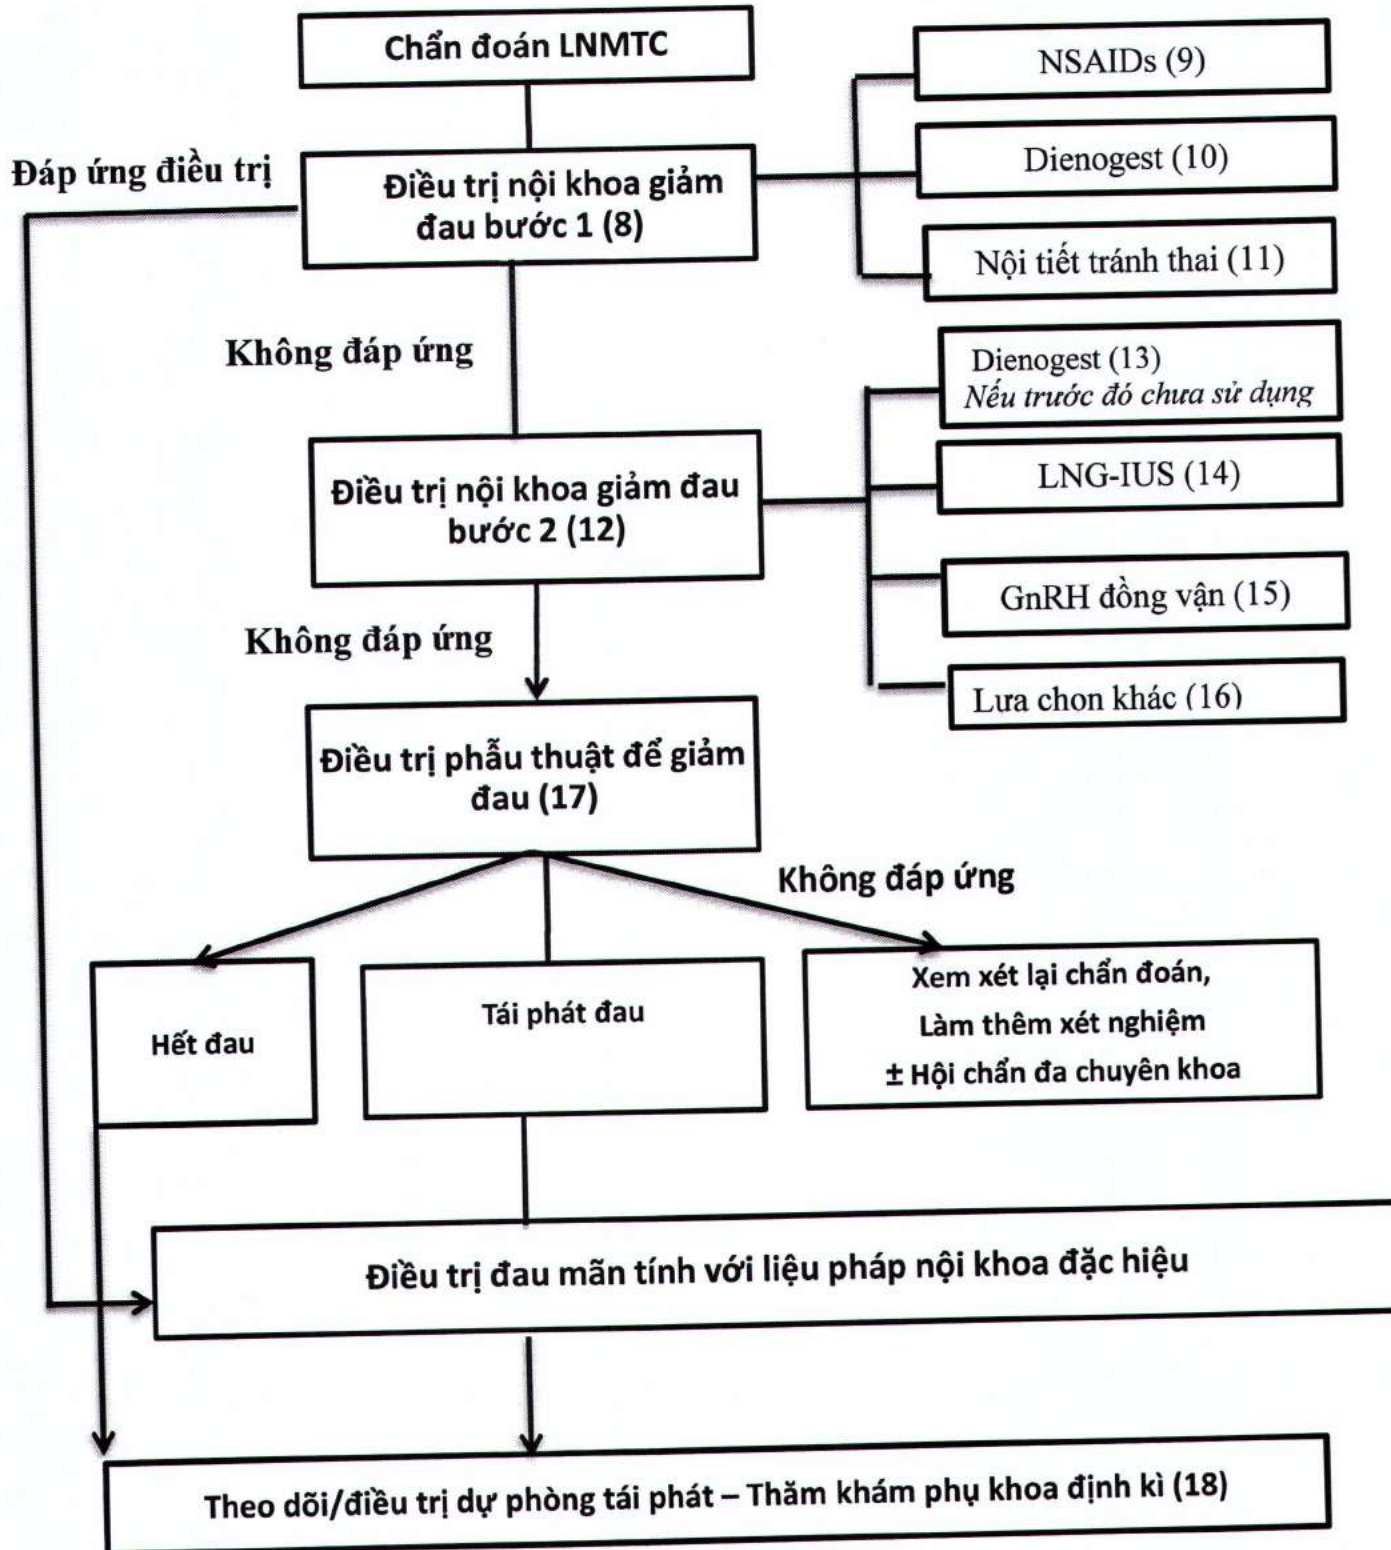 Chẩn đoán LNMTC
NSAIDs (9)
Dienogest (10)
Nội tiết tránh thai (11)
Đáp ứng điều trị
Điều trị nội khoa giảm
đau bước 1 (8)
Không đáp ứng
Dienogest (13)
Nếu trước đó chưa sử dụng
LNG-IUS (14)
GnRH đồng vận (15)
Lưa chon khác (16)
Điều trị nội khoa giảm đau
bước 2 (12)
Không đáp ứng
Điều trị phẫu thuật để giảm
đau (17)
Không đáp ứng
Hết đau
Tái phát đau
Xem xét lại chẩn đoán,
Làm thêm xét nghiệm
± Hội chẩn đa chuyên khoa
Điều trị đau mãn tính với liệu pháp nội khoa đặc hiệu
Theo dõi/điều trị dự phòng tái phát – Thăm khám phụ khoa định kì (18)